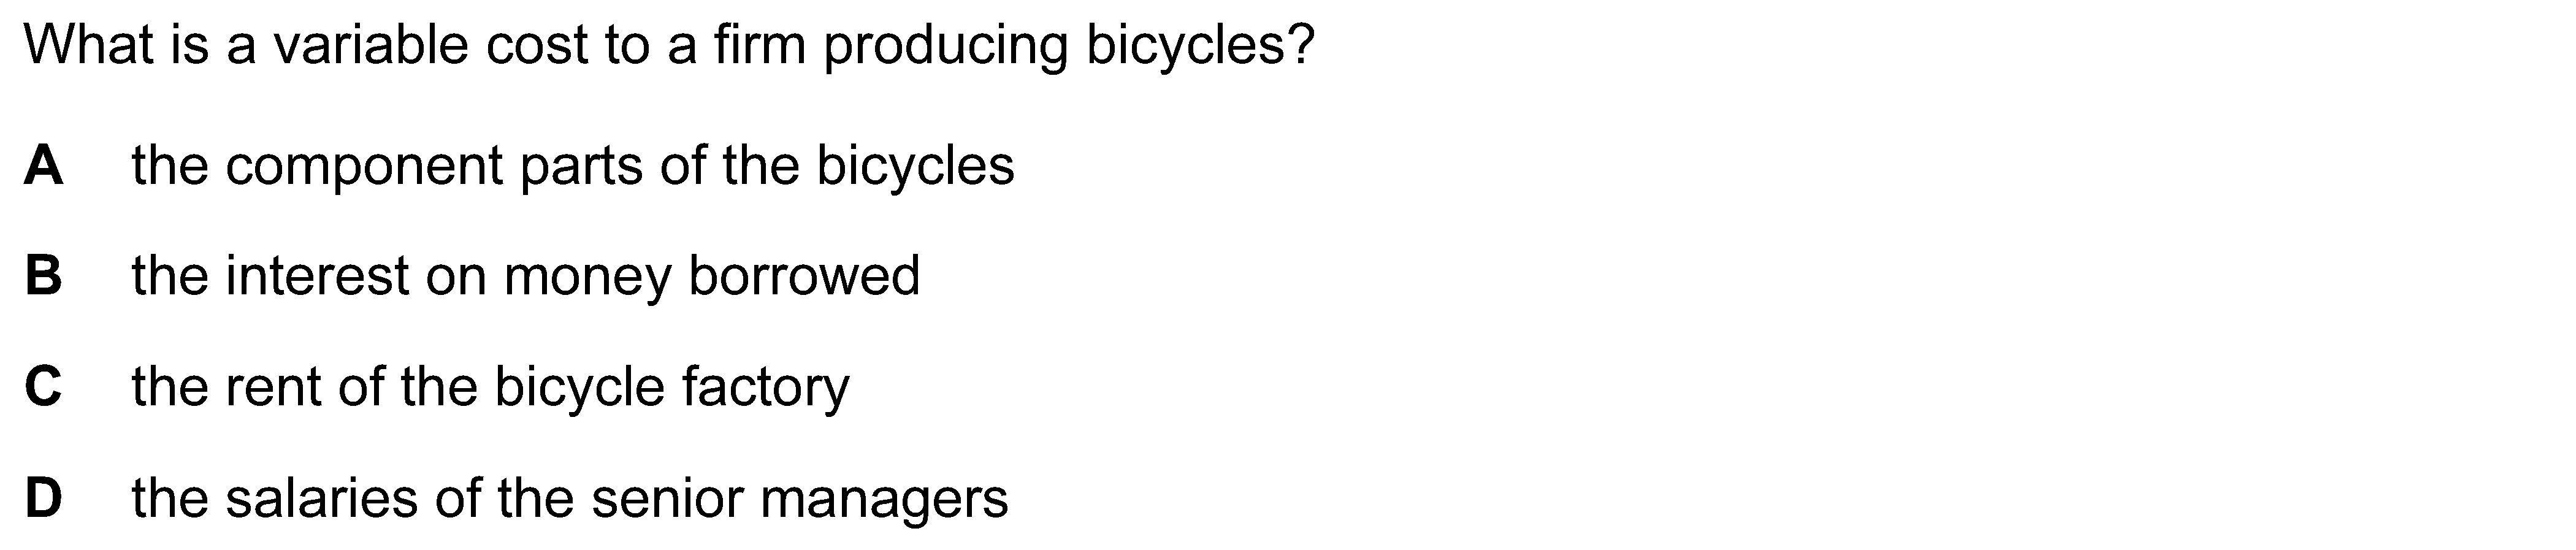 What is a variable cost to a firm producing bicycles?
A the component parts of the bicycles
B the interest on money borrowed
C the rent of the bicycle factory
D the salaries of the senior managers